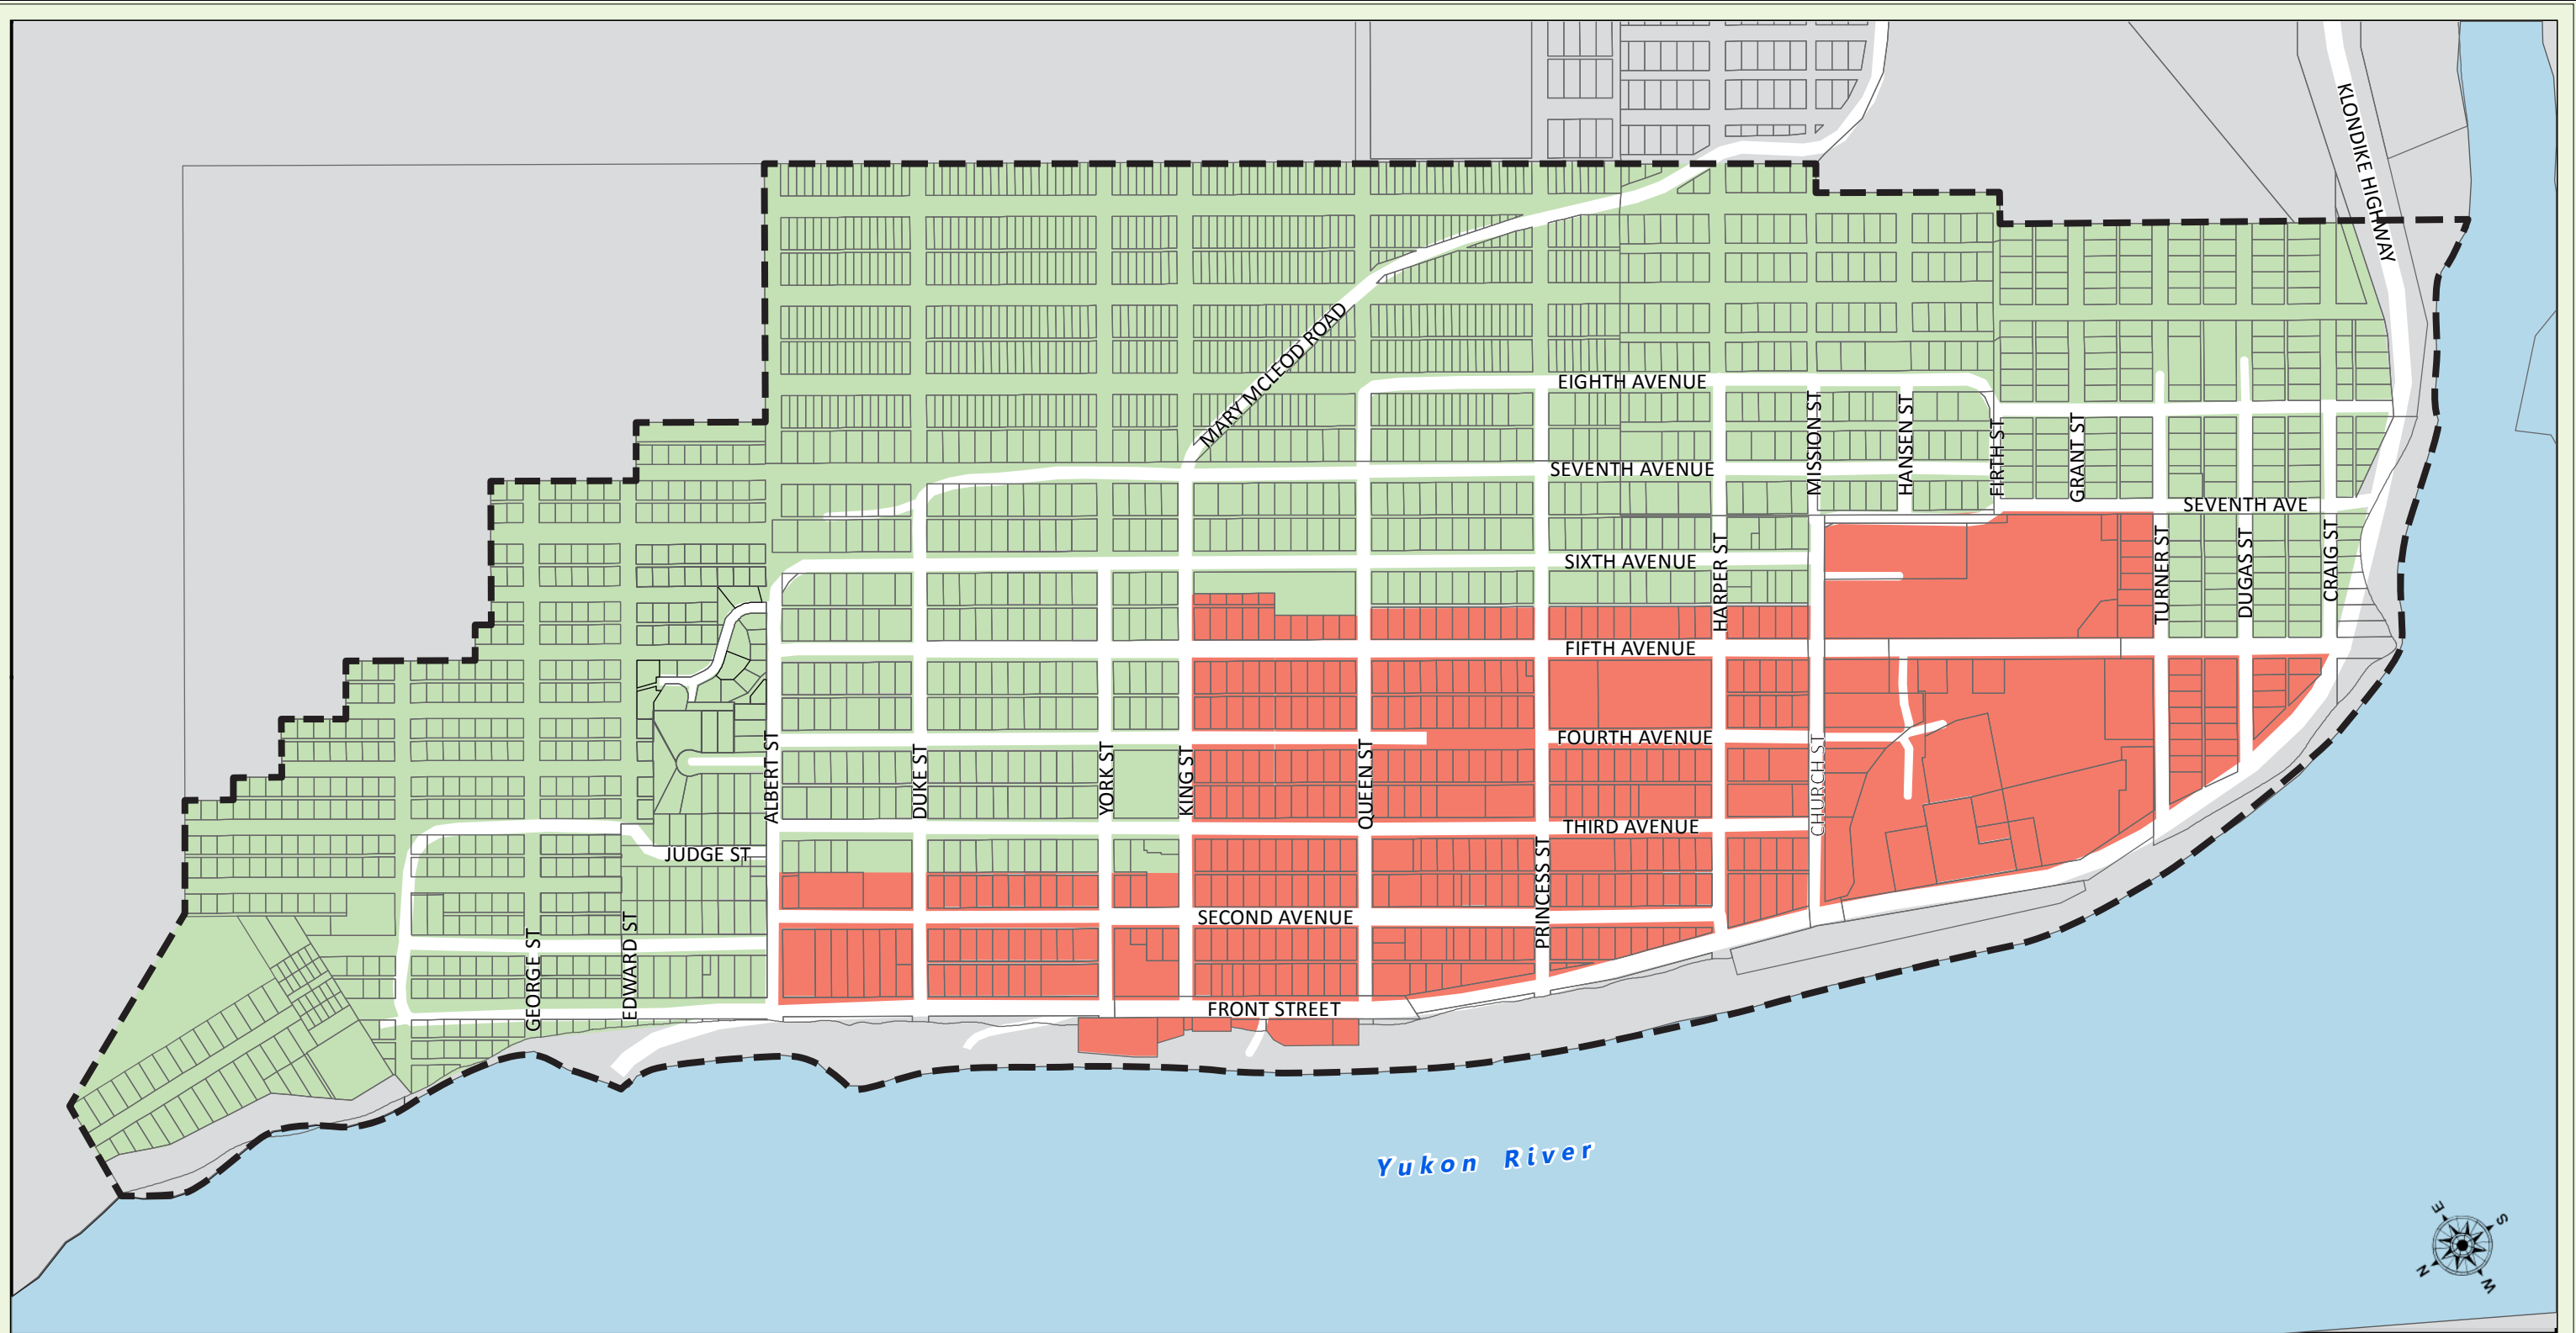 KLONDIKE HIGHWAY
MARY MCLEOD ROAD
EIGHTH AVENUE
MISSION ST
HANSEN ST
FIRTH ST
GRANT ST
SEVENTH AVENUE
SEVENTH AVE
SIXTH AVENUE
HARPER ST
TURNER ST
DUGAS ST
CRAIG ST
FIFTH AVENUE
FOURTH AVENUE
ALBERT ST
DUKE ST
YORK ST
KING ST
QUEEN ST
CHURCH ST
THIRD AVENUE
JUDGE ST
PRINCESS ST
SECOND AVENUE
GEORGE ST
EDWARD ST
FRONT STREET
Yukon River
E
S
N
W